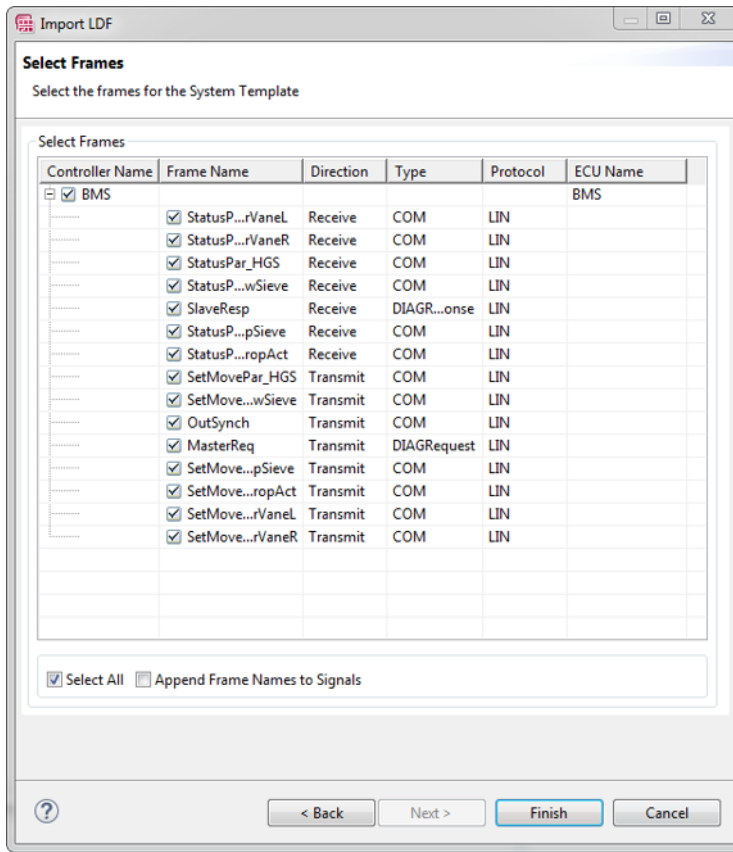 Import LDF
Select Frames
Select the frames for the System Template
Select Frames
Controller Name Frame Name Direction Type Protocol ECU Name
BMS BMS
StatusP...rVaneL Receive COM LIN
StatusP...rVaneR Receive COM LIN
StatusPar_HGS Receive COM LIN
StatusP...wSieve Receive COM LIN
SlaveResp Receive DIAGR...onse LIN
StatusP...pSieve Receive COM LIN
StatusP...ropAct Receive COM LIN
SetMovePar_HGS Transmit COM LIN
SetMove...wSieve Transmit COM LIN
OutSynch Transmit COM LIN
MasterReq Transmit DIAGRequest LIN
SetMove...pSieve Transmit COM LIN
SetMove...ropAct Transmit COM LIN
SetMove...rVaneL Transmit COM LIN
SetMove...rVaneR Transmit COM LIN
Select All Append Frame Names to Signals
? < Back Next > Finish Cancel